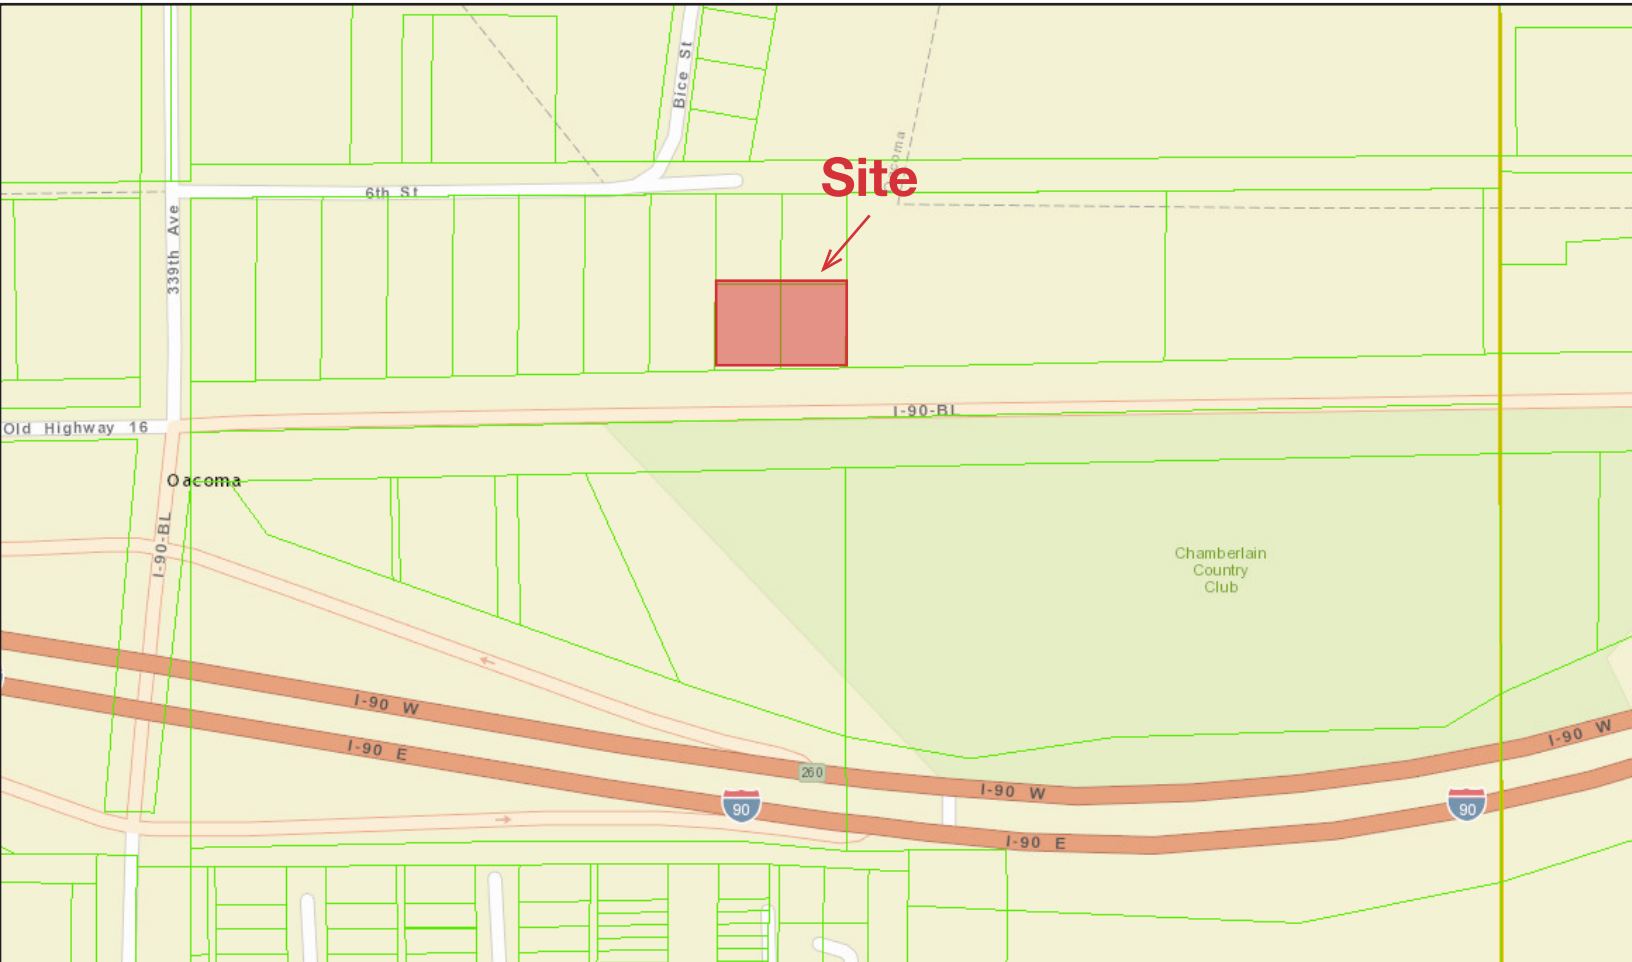 Bice St
Site
6th St
339th Ave
I-90-BL
Old Highway 16
Oacoma
I-90-BL
Chamberlain
Country
Club
I-90 W
I-90 E
I-90 W
260
90
90
I-90 W
I-90 E